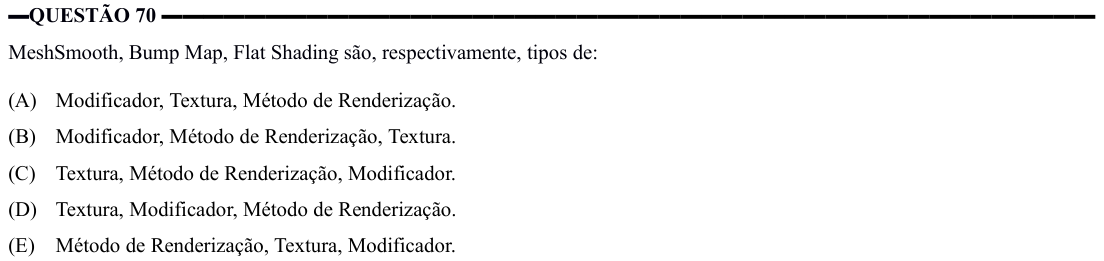 QUESTÃO 70
MeshSmooth, Bump Map, Flat Shading são, respectivamente, tipos de:
(A) Modificador, Textura, Método de Renderização.
(B) Modificador, Método de Renderização, Textura.
(C) Textura, Método de Renderização, Modificador.
(D) Textura, Modificador, Método de Renderização.
(E) Método de Renderização, Textura, Modificador.